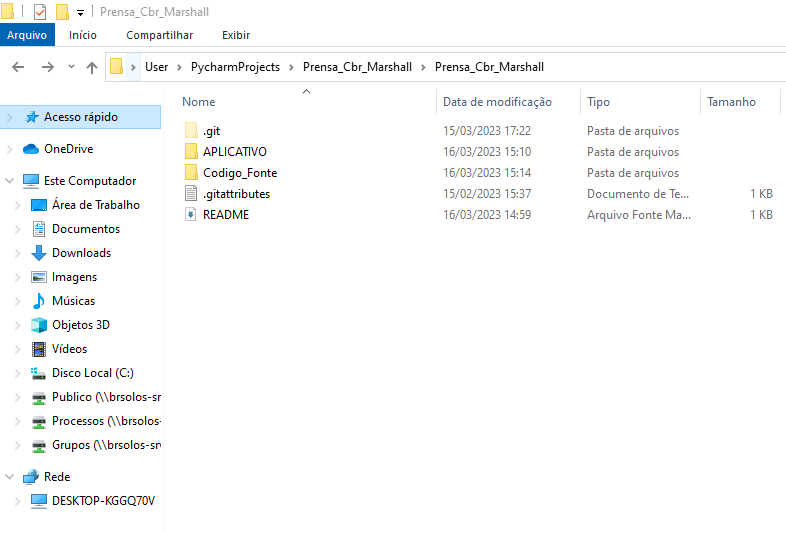 Prensa_Cbr_Marshall
Arquivo Início Compartilhar Exibir
User PycharmProjects Prensa_Cbr_Marshall Prensa_Cbr_Marshall
Nome Data de modificação Tipo Tamanho
Acesso rápido
OneDrive
Este Computador
Área de Trabalho
Documentos
Downloads
Imagens
Músicas
Objetos 3D
Vídeos
Disco Local (C:)
Publico (\\brsolos-sr
Processos (\\brsolos-
Grupos (\\brsolos-srv
Rede
DESKTOP-KGGQ70V
.git 15/03/2023 17:22 Pasta de arquivos
APLICATIVO 16/03/2023 15:10 Pasta de arquivos
Codigo_Fonte 16/03/2023 15:14 Pasta de arquivos
.gitattributes 15/02/2023 15:37 Documento de Te... 1 KB
README 16/03/2023 14:59 Arquivo Fonte Ma... 1 KB